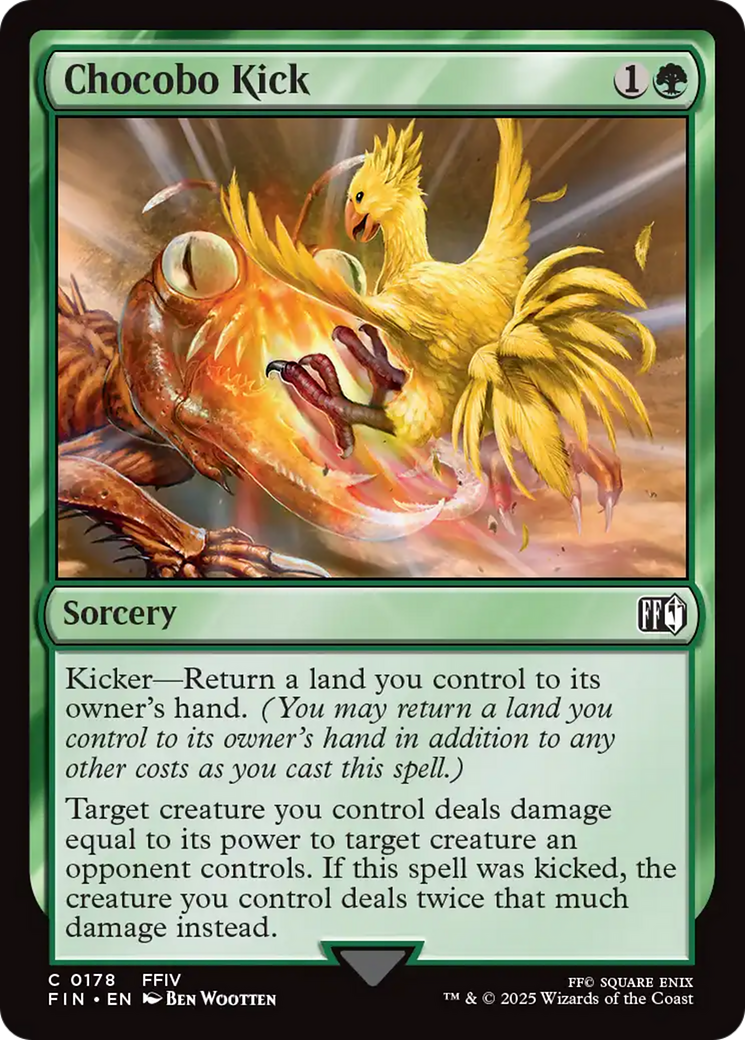 Chocobo Kick 1
Sorcery FF
Kicker—Return a land you control to its
owner's hand. (You may return a land you
control to its owner's hand in addition to any
other costs as you cast this spell.)
Target creature you control deals damage
equal to its power to target creature an
opponent controls. If this spell was kicked, the
creature you control deals twice that much
damage instead.
C 0178 FFIV
FIN • EN Ben Wootten
FF© SQUARE ENIX
™ & © 2025 Wizards of the Coast